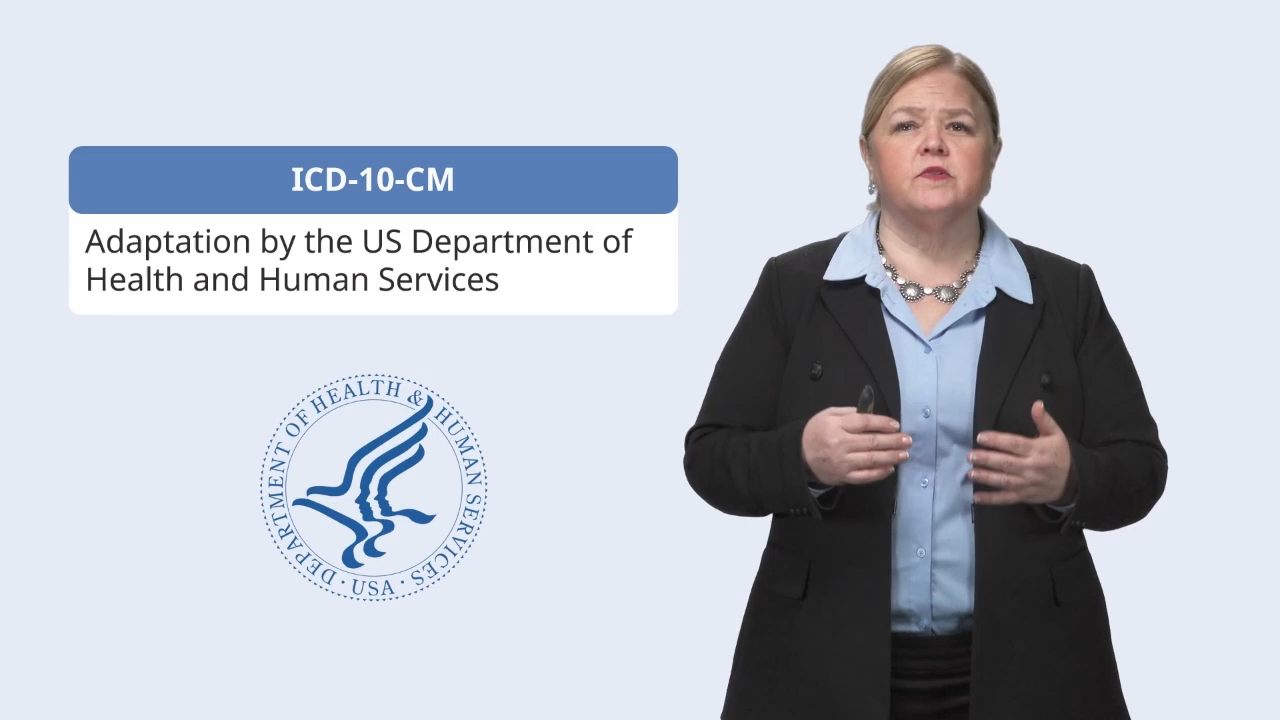 ICD-10-CM
Adaptation by the US Department of
Health and Human Services
DEPARTMENT OF HEALTH & HUMAN SERVICES · USA ·